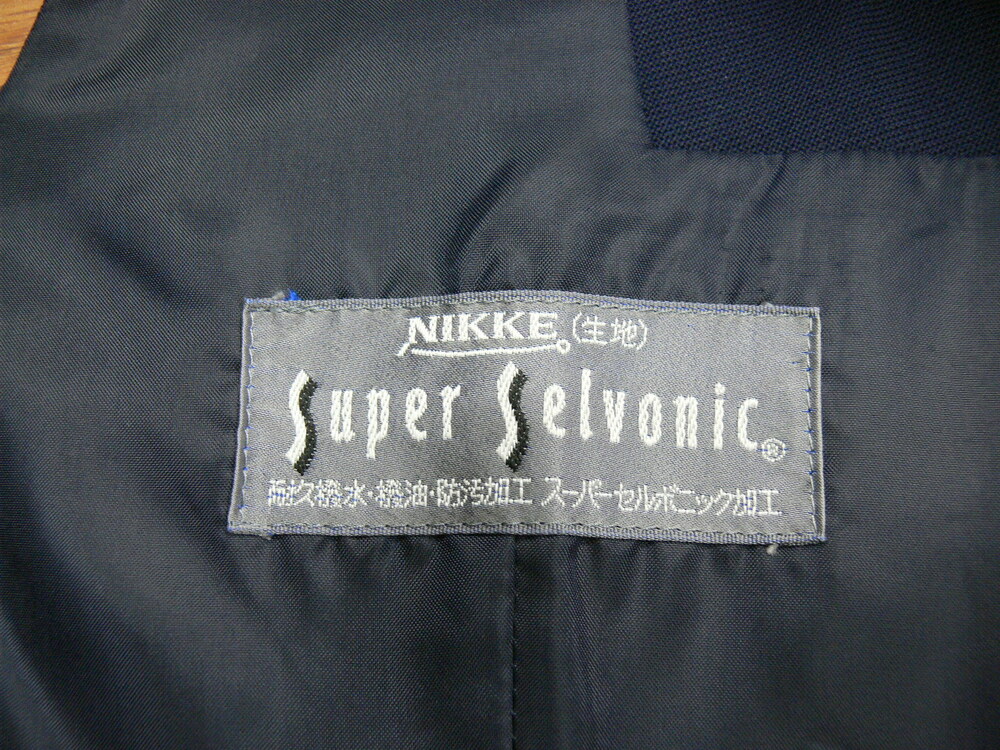 NIKKE (生地)
Super Selvonic®
耐久撥水・撥油・防汚加工 スーパーセルボニック加工